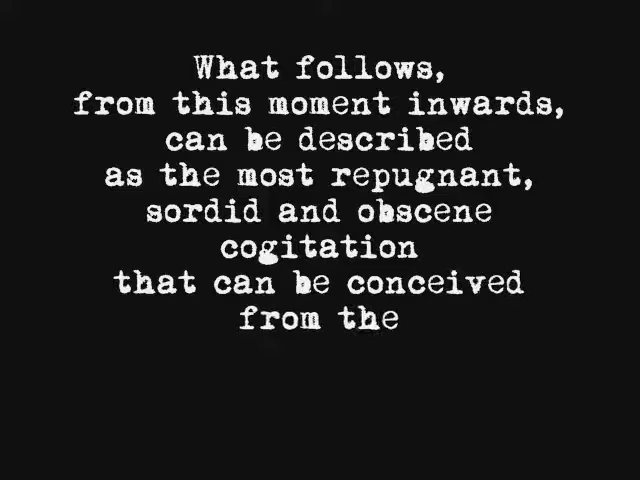 What follows,
from this moment inwards,
can be described
as the most repugnant,
sordid and obscene
cogitation
that can be conceived
from the